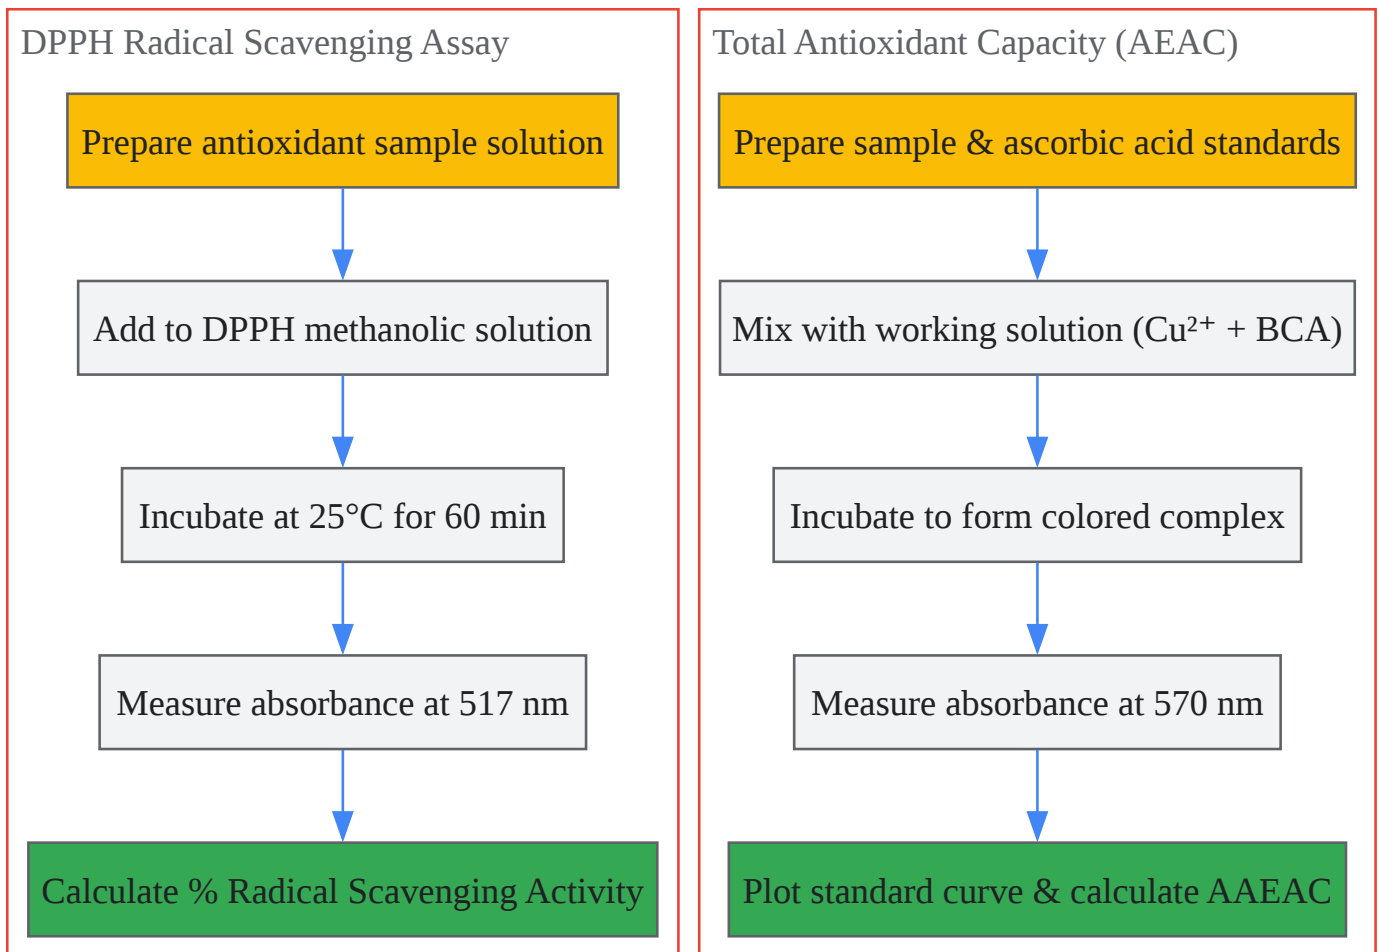 DPPH Radical Scavenging Assay
Prepare antioxidant sample solution
Add to DPPH methanolic solution
Incubate at 25°C for 60 min
Measure absorbance at 517 nm
Calculate % Radical Scavenging Activity
Total Antioxidant Capacity (AEAC)
Prepare sample & ascorbic acid standards
Mix with working solution (Cu²⁺ + BCA)
Incubate to form colored complex
Measure absorbance at 570 nm
Plot standard curve & calculate AAEAC